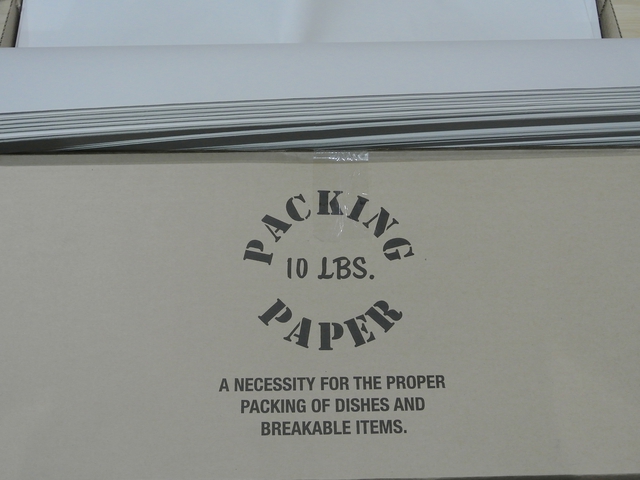 PACKING
10 LBS.
PAPER
A NECESSITY FOR THE PROPER
PACKING OF DISHES AND
BREAKABLE ITEMS.